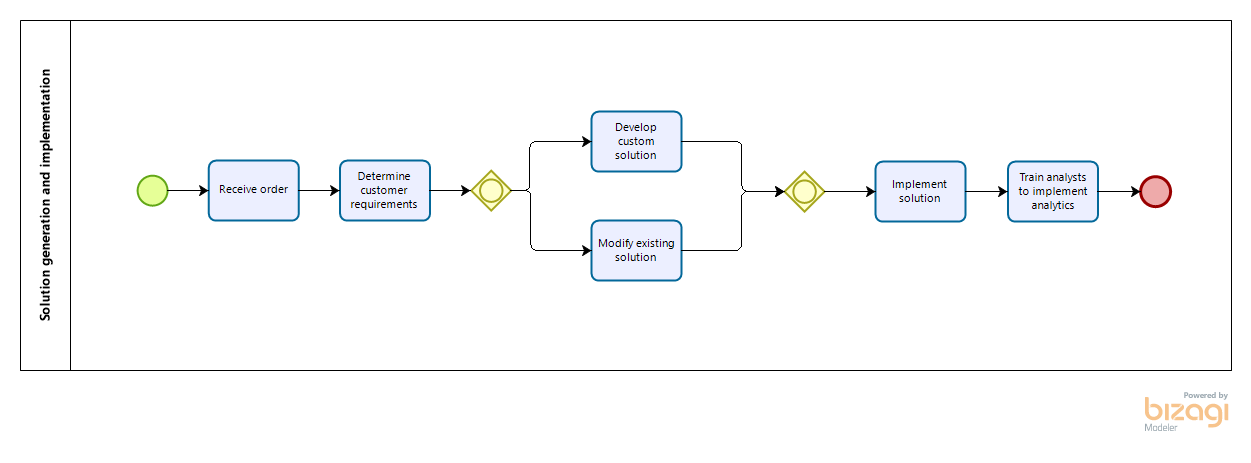 Solution generation and implementation
Receive order
Determine
customer
requirements
Develop
custom
solution
Modify existing
solution
Implement
solution
Train analysts
to implement
analytics
Powered by
bizagi
Modeler